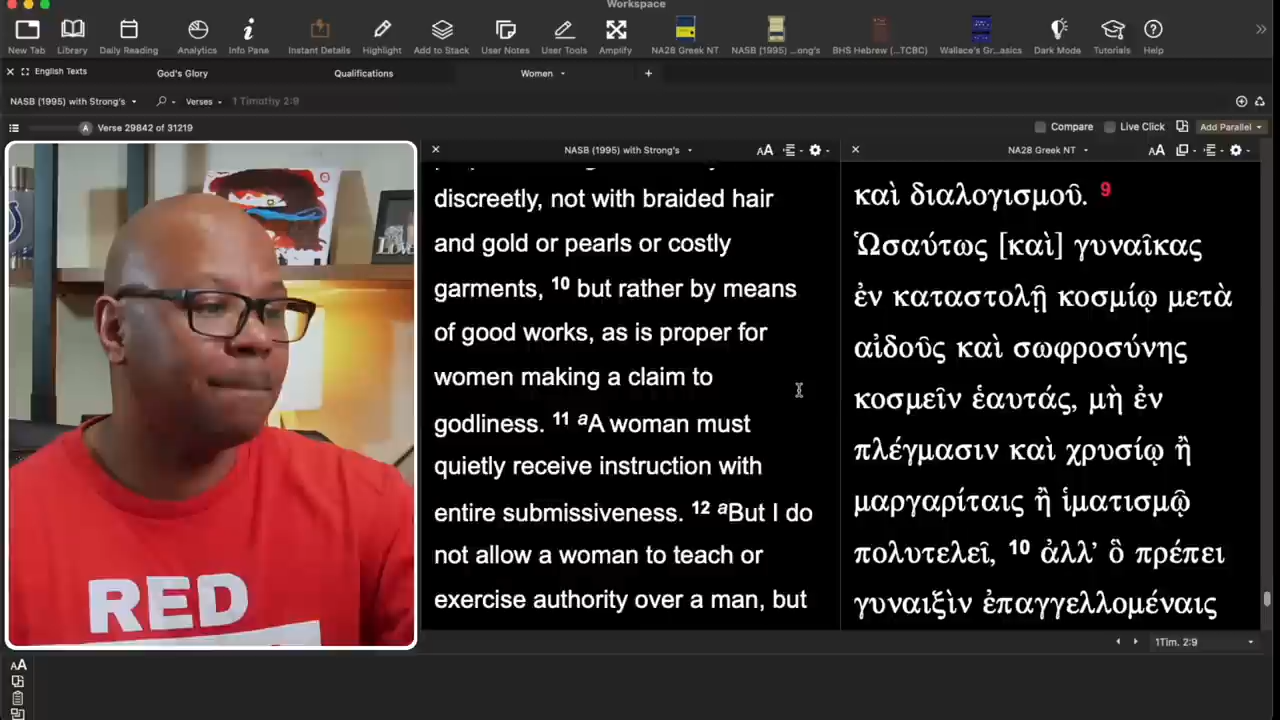 Workspace
New Tab Library Daily Reading Analytics Info Pane Instant Details Highlight Add to Stack User Notes User Tools Amplify NA28 Greek NT NASB (1995) ...ong's BHS Hebrew (...TCBC) Wallace's Gr...asics Dark Mode Tutorials Help
English Texts God's Glory Qualifications Women
NASB (1995) with Strong's Verses 1 Timothy 2:9
Verse 29842 of 31219 Compare Live Click Add Parallel
NASB (1995) with Strong's
discreetly, not with braided hair
and gold or pearls or costly
garments, 10 but rather by means
of good works, as is proper for
women making a claim to
godliness. 11 aA woman must
quietly receive instruction with
entire submissiveness. 12 aBut I do
not allow a woman to teach or
exercise authority over a man, but
NA28 Greek NT
καὶ διαλογισμοῦ. 9
Ὡσαύτως [καὶ] γυναῖκας
ἐν καταστολῇ κοσμίῳ μετὰ
αἰδοῦς καὶ σωφροσύνης
κοσμεῖν ἑαυτάς, μὴ ἐν
πλέγμασιν καὶ χρυσίῳ ἢ
μαργαρίταις ἢ ἱματισμῷ
πολυτελεῖ, 10 ἀλλ’ ὃ πρέπει
γυναιξὶν ἐπαγγελλομέναις
1Tim. 2:9
RED